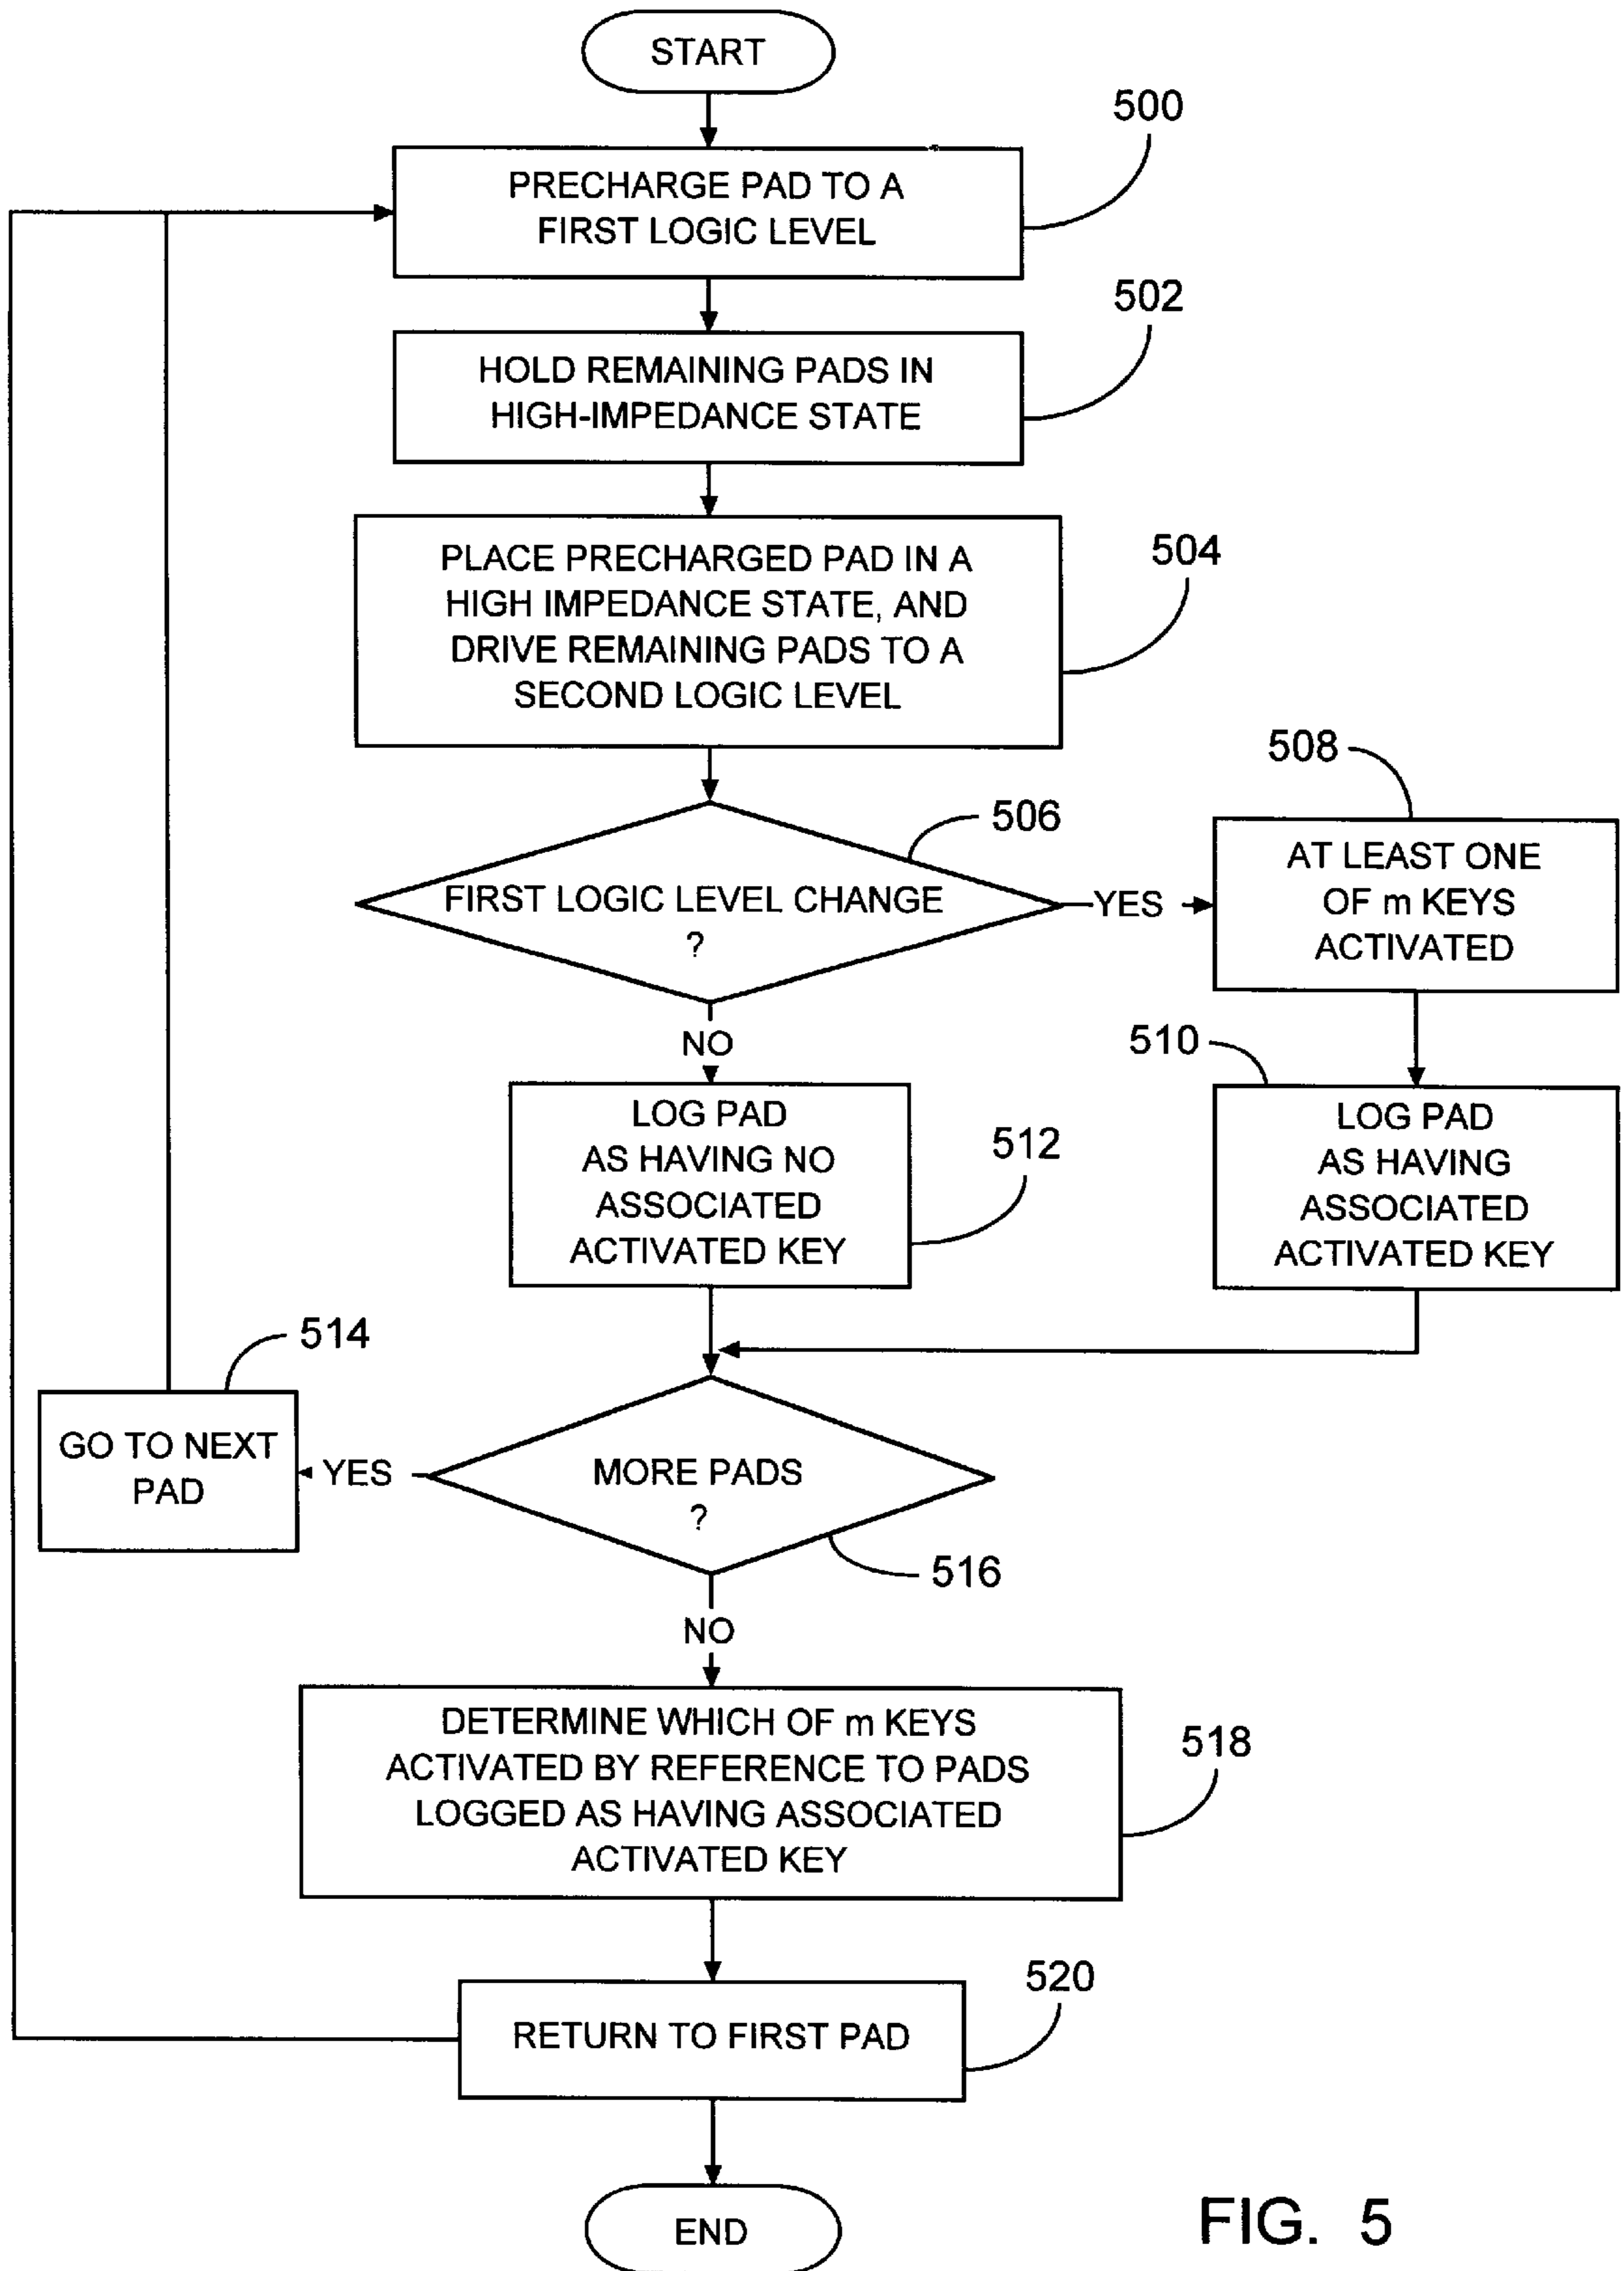 START
500
PRECHARGE PAD TO A
FIRST LOGIC LEVEL
502
HOLD REMAINING PADS IN
HIGH-IMPEDANCE STATE
504
PLACE PRECHARGED PAD IN A
HIGH IMPEDANCE STATE, AND
DRIVE REMAINING PADS TO A
SECOND LOGIC LEVEL
506
FIRST LOGIC LEVEL CHANGE
?
YES
508
AT LEAST ONE
OF m KEYS
ACTIVATED
NO
510
LOG PAD
AS HAVING
ASSOCIATED
ACTIVATED KEY
LOG PAD
AS HAVING NO
ASSOCIATED
ACTIVATED KEY
512
514
GO TO NEXT
PAD
YES
MORE PADS
?
516
NO
DETERMINE WHICH OF m KEYS
ACTIVATED BY REFERENCE TO PADS
LOGGED AS HAVING ASSOCIATED
ACTIVATED KEY
518
520
RETURN TO FIRST PAD
END
FIG. 5